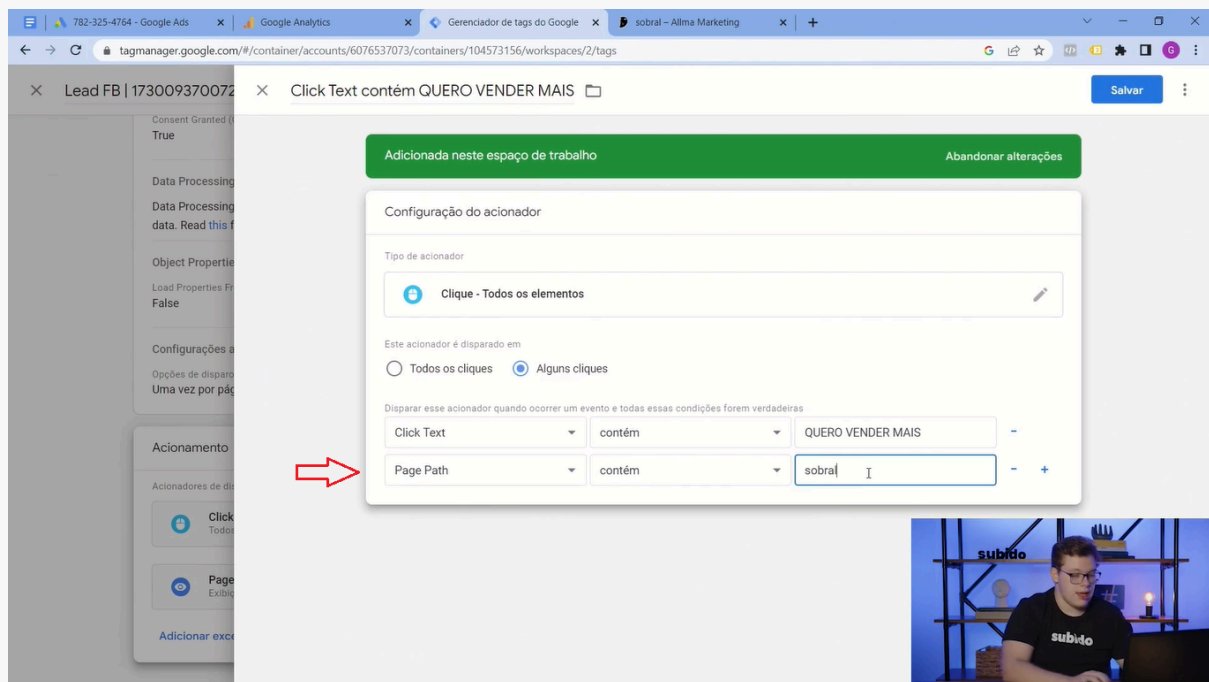 782-325-4764 - Google Ads
Google Analytics
Gerenciador de tags do Google
sobral – Allma Marketing
tagmanager.google.com/#/container/accounts/6076537073/containers/104573156/workspaces/2/tags
G
Lead FB | 173009370072
Click Text contém QUERO VENDER MAIS
Salvar
Consent Granted (
True
Adicionada neste espaço de trabalho
Abandonar alterações
Data Processing
Data Processing
data. Read this f
Configuração do acionador
Object Propertie
Tipo de acionador
Load Properties Fr
False
Clique - Todos os elementos
Configurações a
Este acionador é disparado em
Opções de disparo
Uma vez por pág
Todos os cliques
Alguns cliques
Disparar esse acionador quando ocorrer um evento e todas essas condições forem verdadeiras
Click Text
contém
QUERO VENDER MAIS
Acionamento
Page Path
contém
sobral
Acionadores de dis
Click
Todos
Page
Exibiç
Adicionar exce
subido
subido